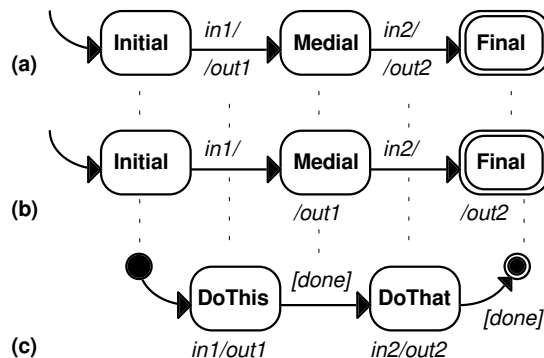 Initial in1/ Medial in2/ Final
(a) /out1 /out2
Initial in1/ Medial in2/ Final
(b) /out1 /out2
DoThis [done] DoThat
[done]
(c) in1/out1 in2/out2